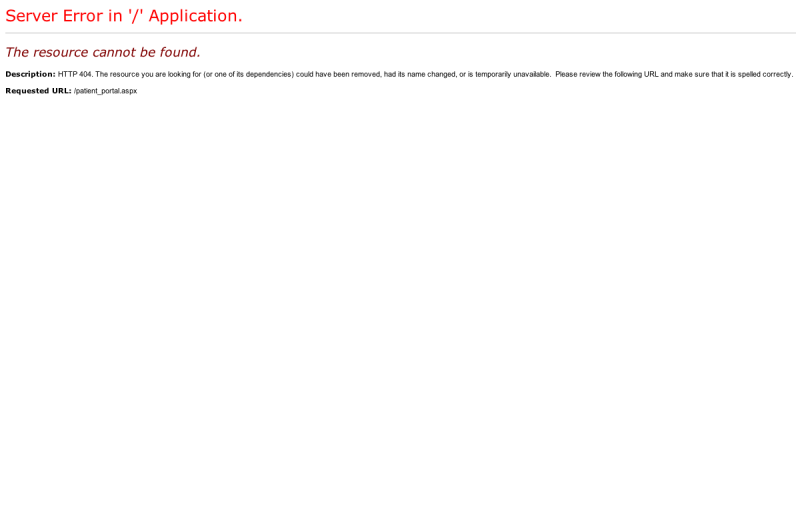 Server Error in '/' Application.
The resource cannot be found.
Description: HTTP 404. The resource you are looking for (or one of its dependencies) could have been removed, had its name changed, or is temporarily unavailable.  Please review the following URL and make sure that it is spelled correctly.
Requested URL: /patient_portal.aspx